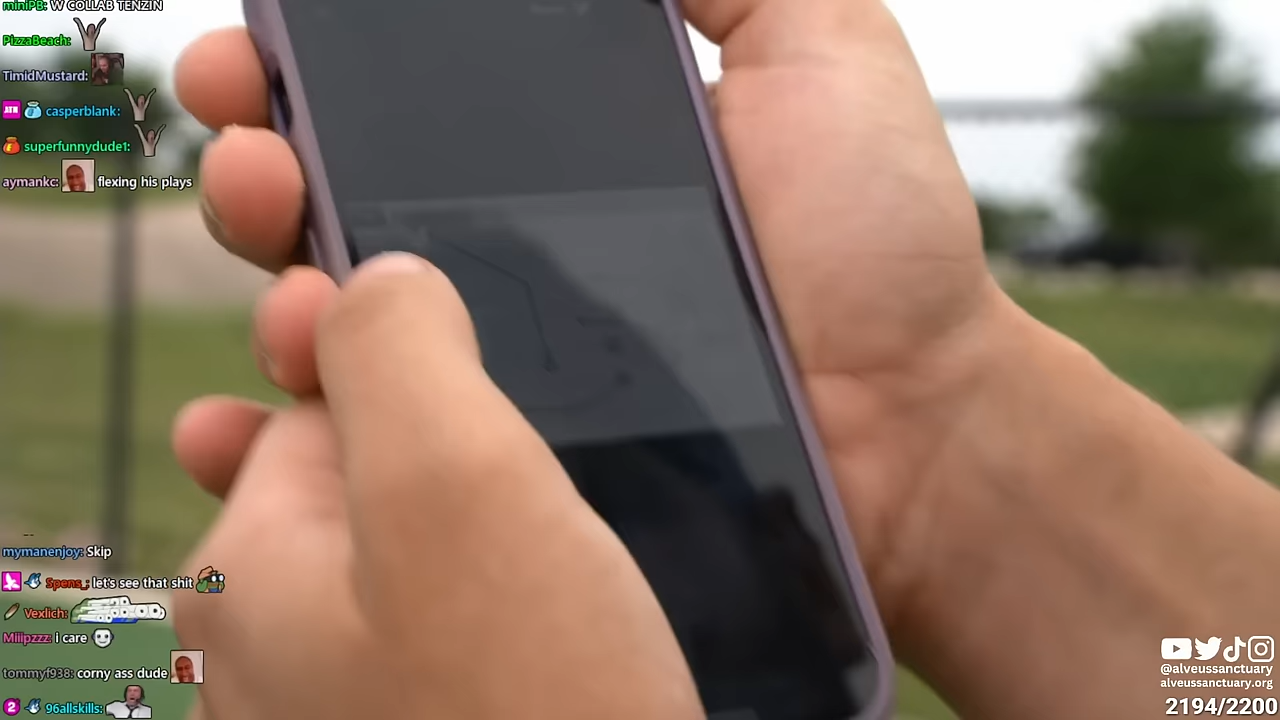 miniPB: W COLLAB TENZIN
PizzaBeach:
TimidMustard:
casperblank:
superfunnydude1:
aymankc: flexing his plays
mymanenjoy: Skip
Spens_: let's see that shit
Vexlich:
Miiipzzz: i care
tommyf938: corny ass dude
2 96allskills:
@alveussanctuary
alveussanctuary.org
2194/2200